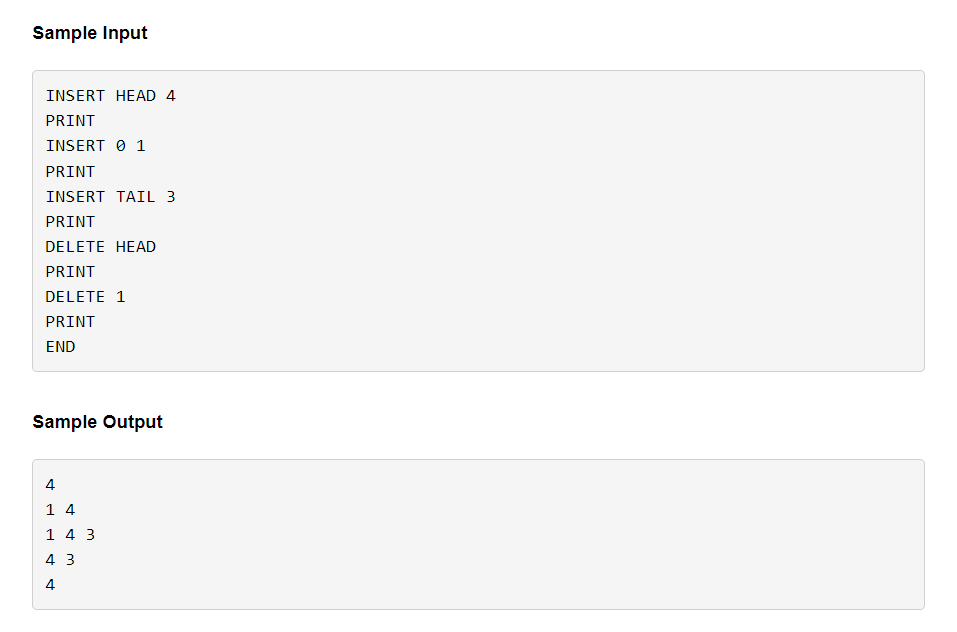 Sample Input
INSERT HEAD 4
PRINT
INSERT 0 1
PRINT
INSERT TAIL 3
PRINT
DELETE HEAD
PRINT
DELETE 1
PRINT
END
Sample Output
4
1 4
1 4 3
4 3
4